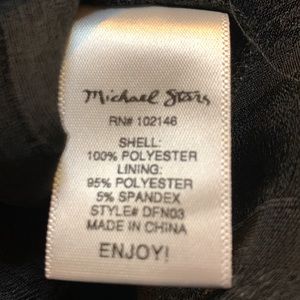 Michael Stars
RN# 102146
SHELL:
100% POLYESTER
LINING:
95% POLYESTER
5% SPANDEX
STYLE# DFN03
MADE IN CHINA
ENJOY!